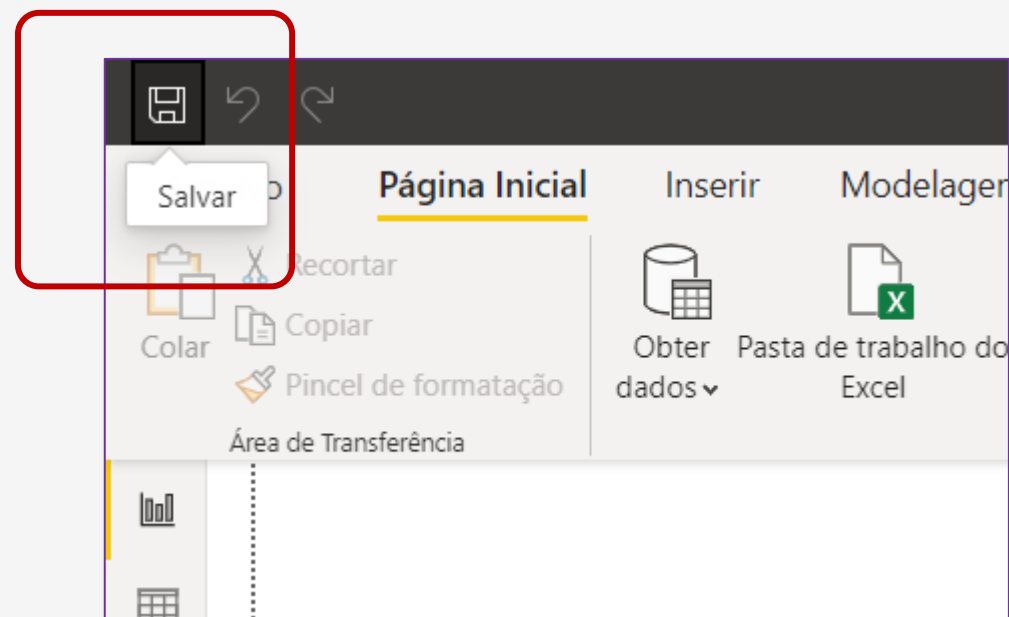 Salvar
Página Inicial
Inserir
Modelager
Colar
Recortar
Copiar
Pincel de formatação
Área de Transferência
Obter
dados
Pasta de trabalho do
Excel